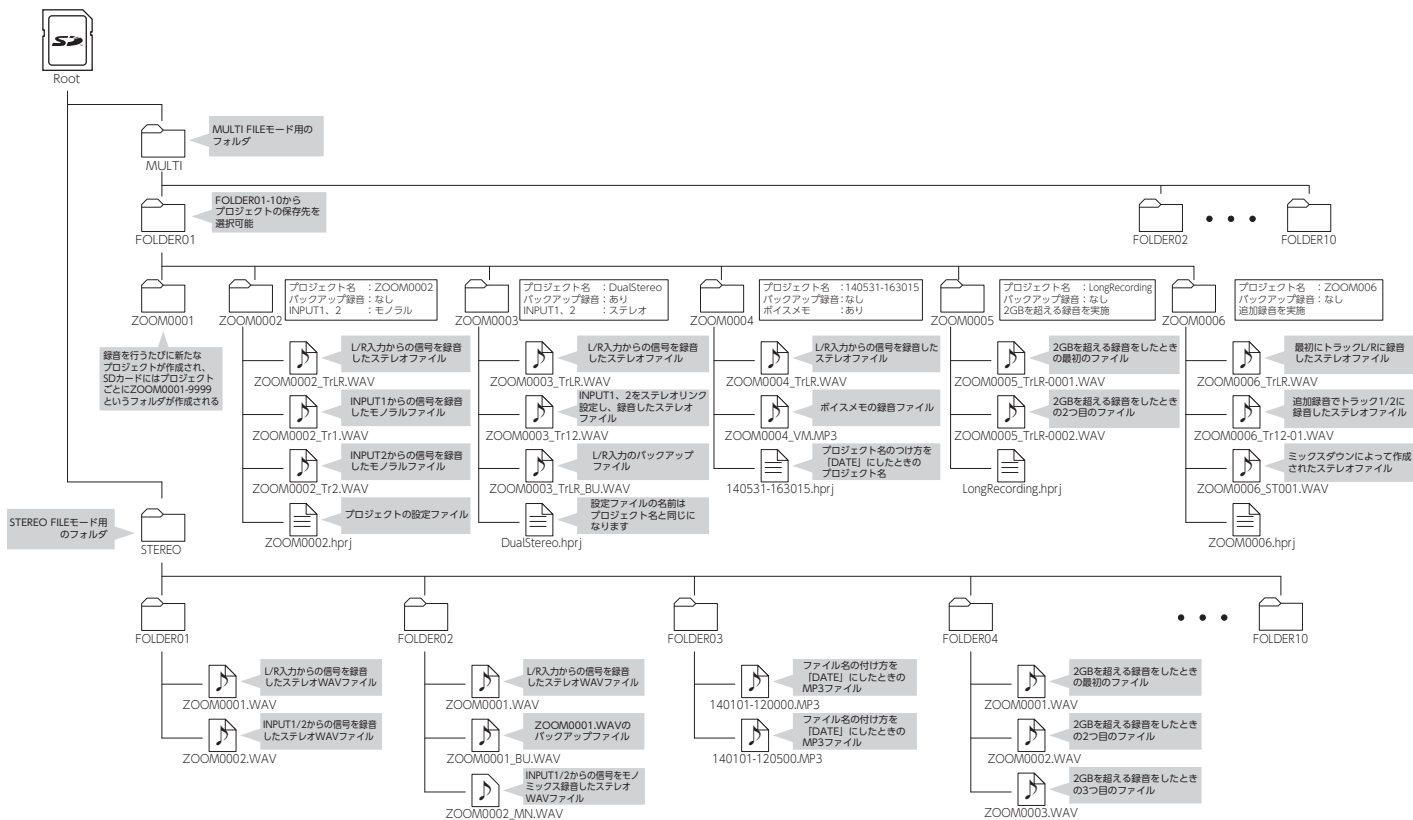 SD
Root
MULTI FILEモード用の
フォルダ
MULTI
FOLDER01-10から
プロジェクトの保存先を
選択可能
FOLDER01
FOLDER02
FOLDER10
ZOOM0001
録音を行うたびに新たな
プロジェクトが作成され、
SDカードにはプロジェクト
ごとにZOOM0001-9999
というフォルダが作成される
ZOOM0002
プロジェクト名 :ZOOM0002
バックアップ録音:なし
INPUT1、2 :モノラル
L/R入力からの信号を録音
したステレオファイル
ZOOM0002_TrLR.WAV
INPUT1からの信号を録音
したモノラルファイル
ZOOM0002_Tr1.WAV
INPUT2からの信号を録音
したモノラルファイル
ZOOM0002_Tr2.WAV
プロジェクトの設定ファイル
ZOOM0002.hprj
ZOOM0003
プロジェクト名 :DualStereo
バックアップ録音:あり
INPUT1、2 :ステレオ
L/R入力からの信号を録音
したステレオファイル
ZOOM0003_TrLR.WAV
INPUT1、2をステレオリンク
設定し、録音したステレオ
ファイル
ZOOM0003_Tr12.WAV
L/R入力のバックアップ
ファイル
ZOOM0003_TrLR_BU.WAV
設定ファイルの名前は
プロジェクト名と同じに
なります
DualStereo.hprj
ZOOM0004
プロジェクト名 :140531-163015
バックアップ録音:なし
ボイスメモ :あり
L/R入力からの信号を録音した
ステレオファイル
ZOOM0004_TrLR.WAV
ボイスメモの録音ファイル
ZOOM0004_VM.MP3
プロジェクト名のつけ方を
「DATE」にしたときの
プロジェクト名
140531-163015.hprj
ZOOM0005
プロジェクト名 :LongRecording
バックアップ録音:なし
2GBを超える録音を実施
2GBを超える録音をしたとき
の最初のファイル
ZOOM0005_TrLR-0001.WAV
2GBを超える録音をしたとき
の2つ目のファイル
ZOOM0005_TrLR-0002.WAV
LongRecording.hprj
ZOOM0006
プロジェクト名 :ZOOM006
バックアップ録音:なし
追加録音を実施
最初にトラックL/Rに録音
したステレオファイル
ZOOM0006_TrLR.WAV
追加録音でトラック1/2に
録音したステレオファイル
ZOOM0006_Tr12-01.WAV
ミックスダウンによって作成
されたステレオファイル
ZOOM0006_ST001.WAV
ZOOM0006.hprj
STEREO FILEモード用
のフォルダ
STEREO
FOLDER01
L/R入力からの信号を録音
したステレオWAVファイル
ZOOM0001.WAV
INPUT1/2からの信号を録音
したステレオWAVファイル
ZOOM0002.WAV
FOLDER02
L/R入力からの信号を録音
したステレオWAVファイル
ZOOM0001.WAV
ZOOM0001.WAVの
バックアップファイル
ZOOM0001_BU.WAV
INPUT1/2からの信号をモノ
ミックス録音したステレオ
WAVファイル
ZOOM0002_MN.WAV
FOLDER03
ファイル名の付け方を
「DATE」にしたときの
MP3ファイル
140101-120000.MP3
ファイル名の付け方を
「DATE」にしたときの
MP3ファイル
140101-120500.MP3
FOLDER04
2GBを超える録音をしたとき
の最初のファイル
ZOOM0001.WAV
2GBを超える録音をしたとき
の2つ目のファイル
ZOOM0002.WAV
2GBを超える録音をしたとき
の3つ目のファイル
ZOOM0003.WAV
FOLDER10